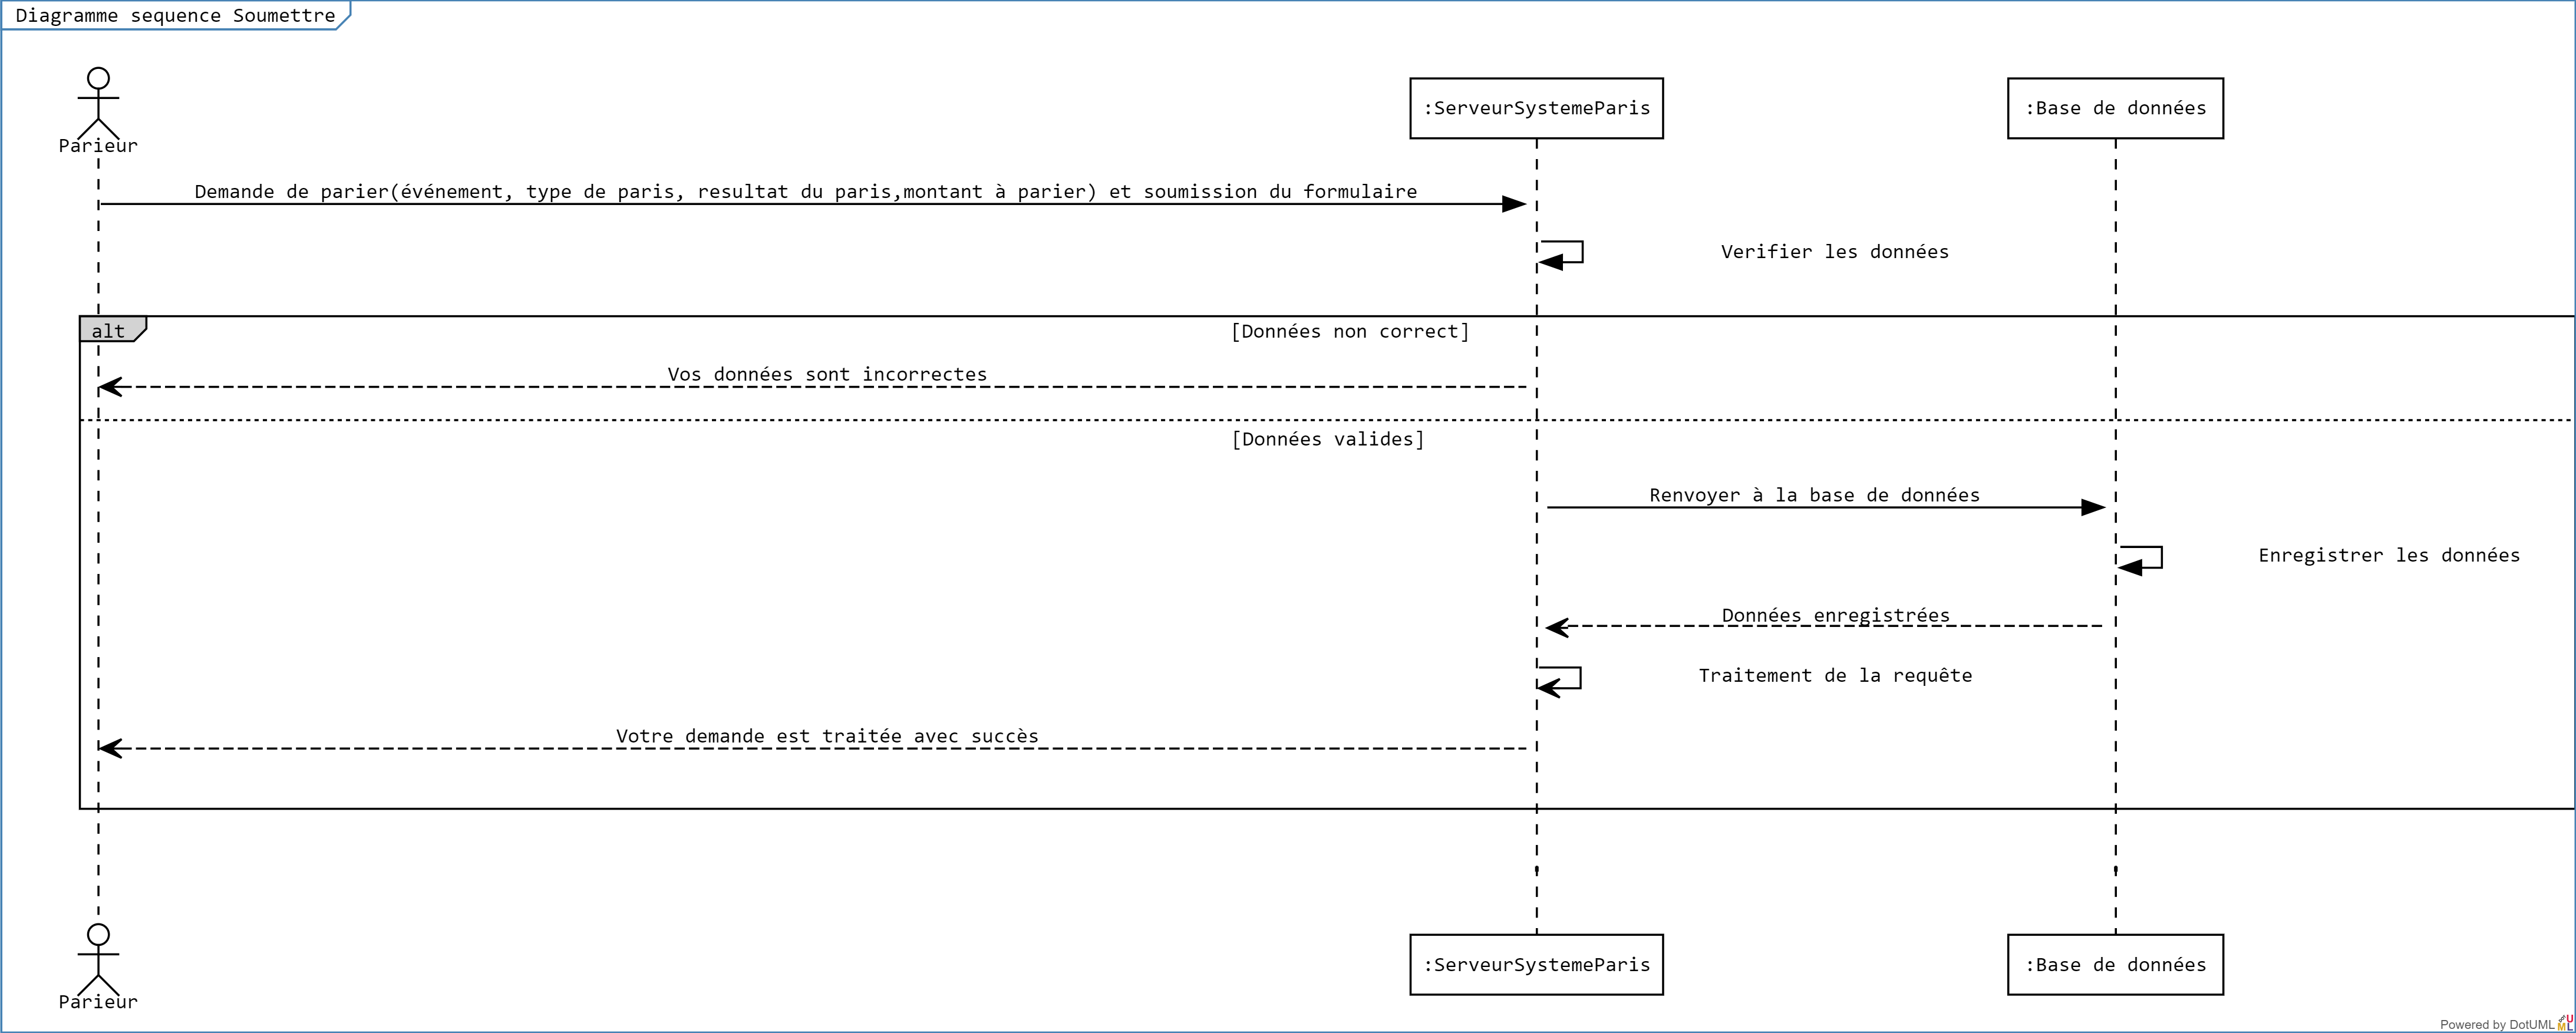 Diagramme sequence Soumettre
Parieur
:ServeurSystemeParis
:Base de données
Demande de parier(événement, type de paris, resultat du paris,montant à parier) et soumission du formulaire
Verifier les données
alt
[Données non correct]
Vos données sont incorrectes
[Données valides]
Renvoyer à la base de données
Enregistrer les données
Données enregistrées
Traitement de la requête
Votre demande est traitée avec succès
Parieur
:ServeurSystemeParis
:Base de données
Powered by DotUML
UML